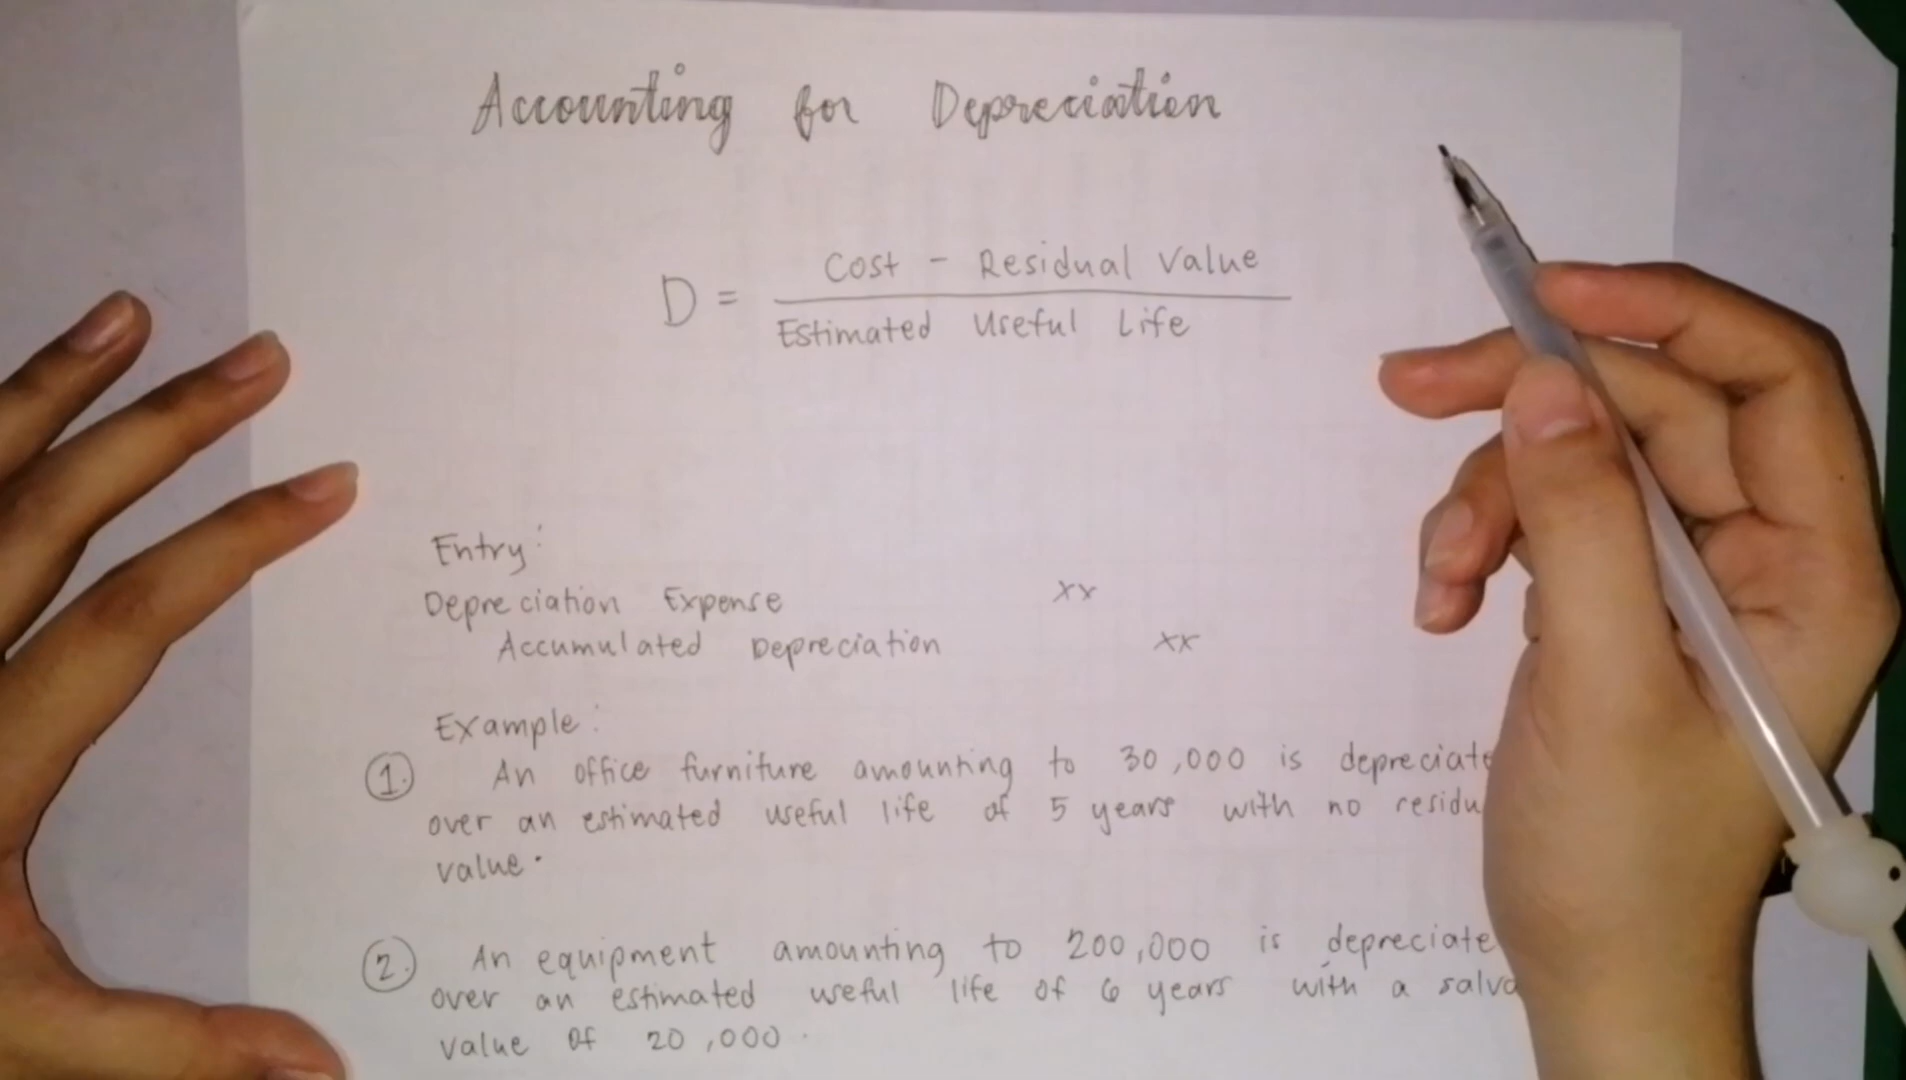 Accounting for Depreciation
D = Cost - Residual Value
Estimated Useful Life
Entry:
Depreciation Expense xx
Accumulated Depreciation xx
Example:
1. An office furniture amounting to 30,000 is depreciate
over an estimated useful life of 5 years with no residu
value.
2. An equipment amounting to 200,000 is depreciate
over an estimated useful life of 6 years with a salva
value of 20,000.